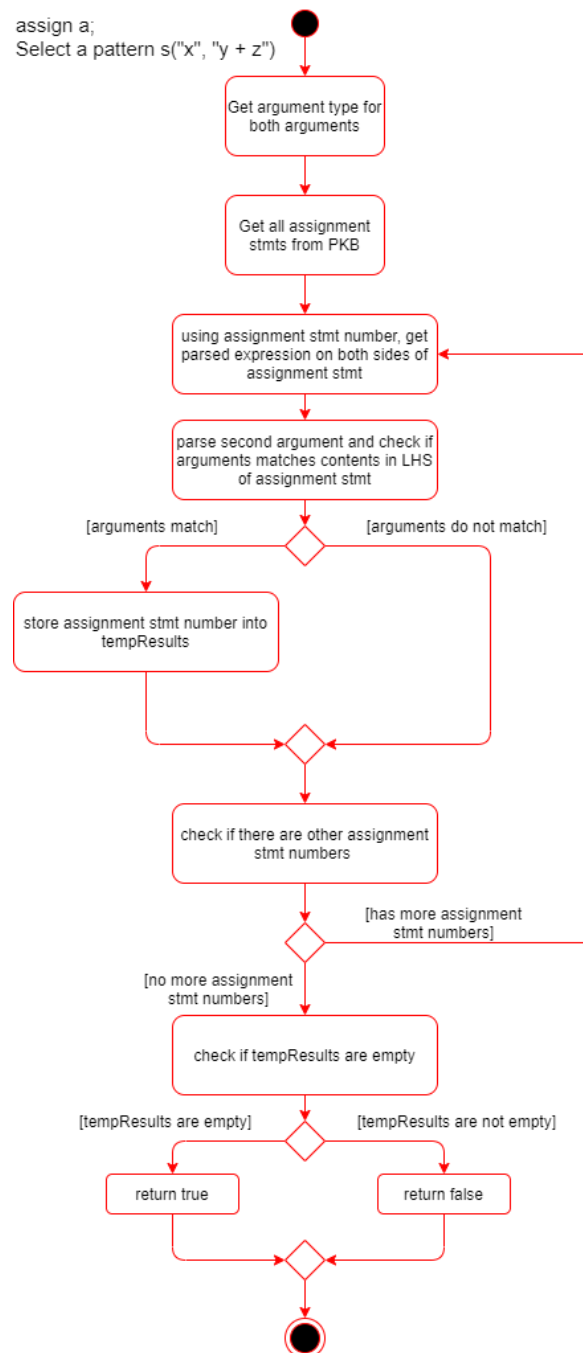 assign a;
Select a pattern s("x", "y + z")
Get argument type for
both arguments
Get all assignment
stmts from PKB
using assignment stmt number, get
parsed expression on both sides of
assignment stmt
parse second argument and check if
arguments matches contents in LHS
of assignment stmt
[arguments match]
[arguments do not match]
store assignment stmt number into
tempResults
check if there are other assignment
stmt numbers
[has more assignment
stmt numbers]
[no more assignment
stmt numbers]
check if tempResults are empty
[tempResults are empty]
[tempResults are not empty]
return true
return false